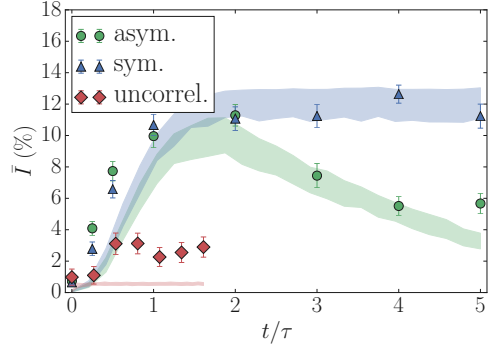 18
16
14
12
10
8
6
4
2
0
Ī (%)
asym.
sym.
uncorrel.
0 1 2 3 4 5
t/τ